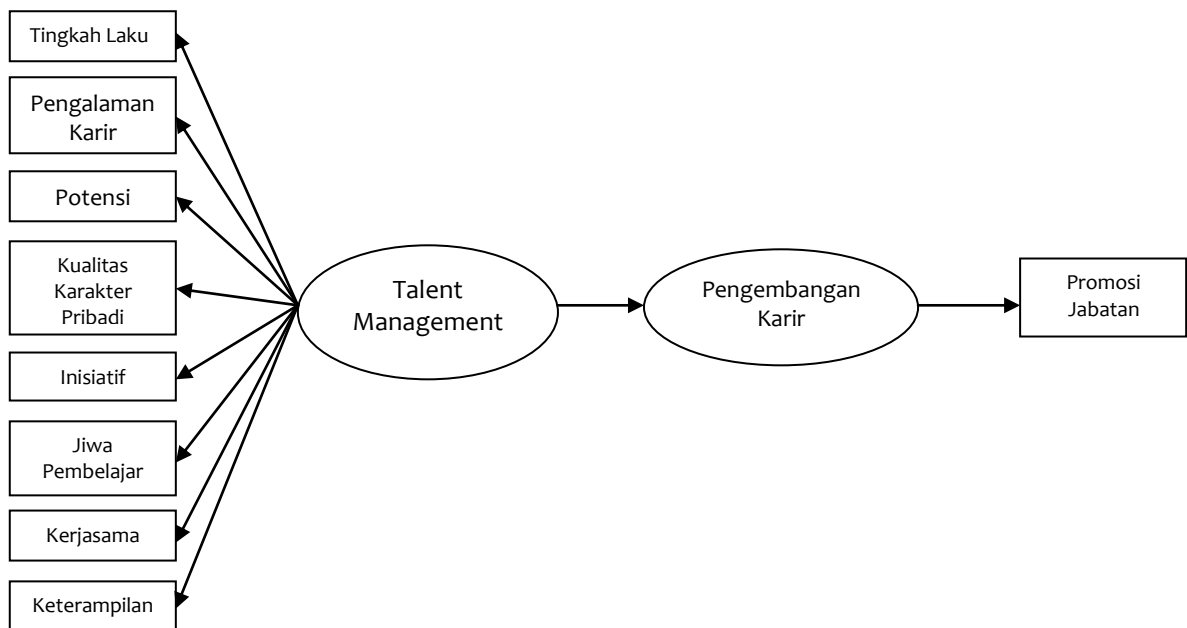 Tingkah Laku
Pengalaman
Karir
Potensi
Kualitas
Karakter
Pribadi
Inisiatif
Jiwa
Pembelajar
Kerjasama
Keterampilan
Talent
Management
Pengembangan
Karir
Promosi
Jabatan